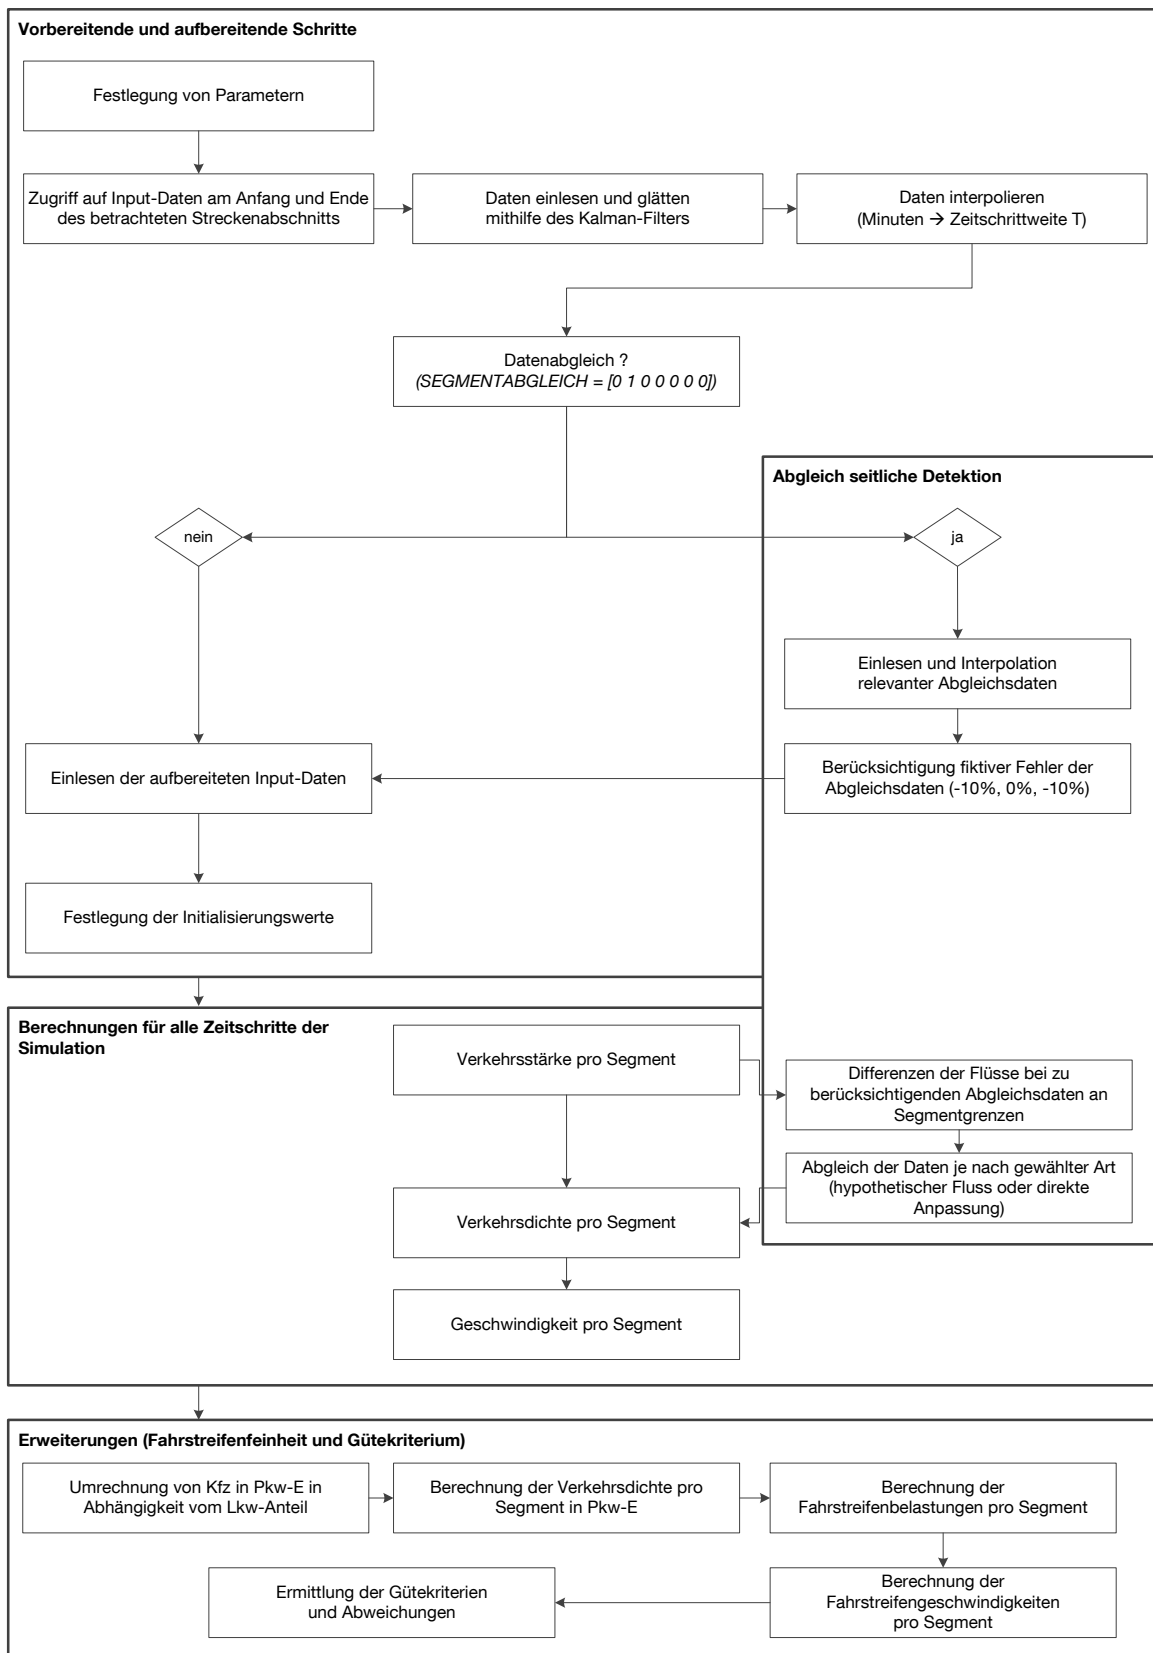 Vorbereitende und aufbereitende Schritte
Festlegung von Parametern
Zugriff auf Input-Daten am Anfang und Ende
des betrachteten Streckenabschnitts
Daten einlesen und glätten
mithilfe des Kalman-Filters
Daten interpolieren
(Minuten → Zeitschrittweite T)
Datenabgleich ?
(SEGMENTABGLEICH = [0 1 0 0 0 0 0])
Abgleich seitliche Detektion
nein
ja
Einlesen und Interpolation
relevanter Abgleichsdaten
Einlesen der aufbereiteten Input-Daten
Berücksichtigung fiktiver Fehler der
Abgleichsdaten (-10%, 0%, -10%)
Festlegung der Initialisierungswerte
Berechnungen für alle Zeitschritte der
Simulation
Verkehrsstärke pro Segment
Differenzen der Flüsse bei zu
berücksichtigenden Abgleichsdaten an
Segmentgrenzen
Abgleich der Daten je nach gewählter Art
(hypothetischer Fluss oder direkte
Anpassung)
Verkehrsdichte pro Segment
Geschwindigkeit pro Segment
Erweiterungen (Fahrstreifenfeinheit und Gütekriterium)
Umrechnung von Kfz in Pkw-E in
Abhängigkeit vom Lkw-Anteil
Berechnung der Verkehrsdichte pro
Segment in Pkw-E
Berechnung der
Fahrstreifenbelastungen pro Segment
Ermittlung der Gütekriterien
und Abweichungen
Berechnung der
Fahrstreifengeschwindigkeiten
pro Segment